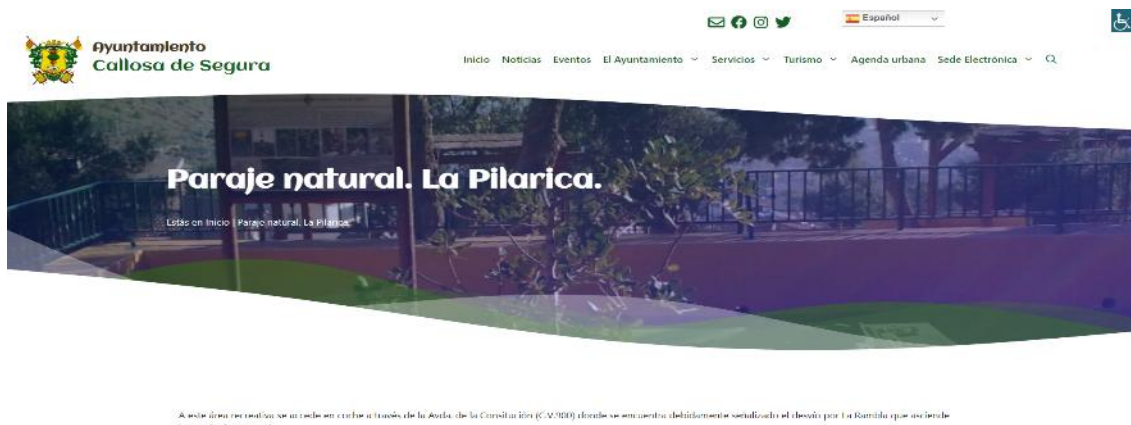 Español
Ayuntamiento
Callosa de Segura
Inicio Noticias Eventos El Ayuntamiento Servicios Turismo Agenda urbana Sede Electrónica
Paraje natural. La Pilarica.
Estás en Inicio | Paraje natural. La Pilarica.
A este área recreativa se accede en coche a través de la Avda. de la Consitución (C.V.900) donde se encuentra debidamente señalizado el desvío por La Rambla que asciende